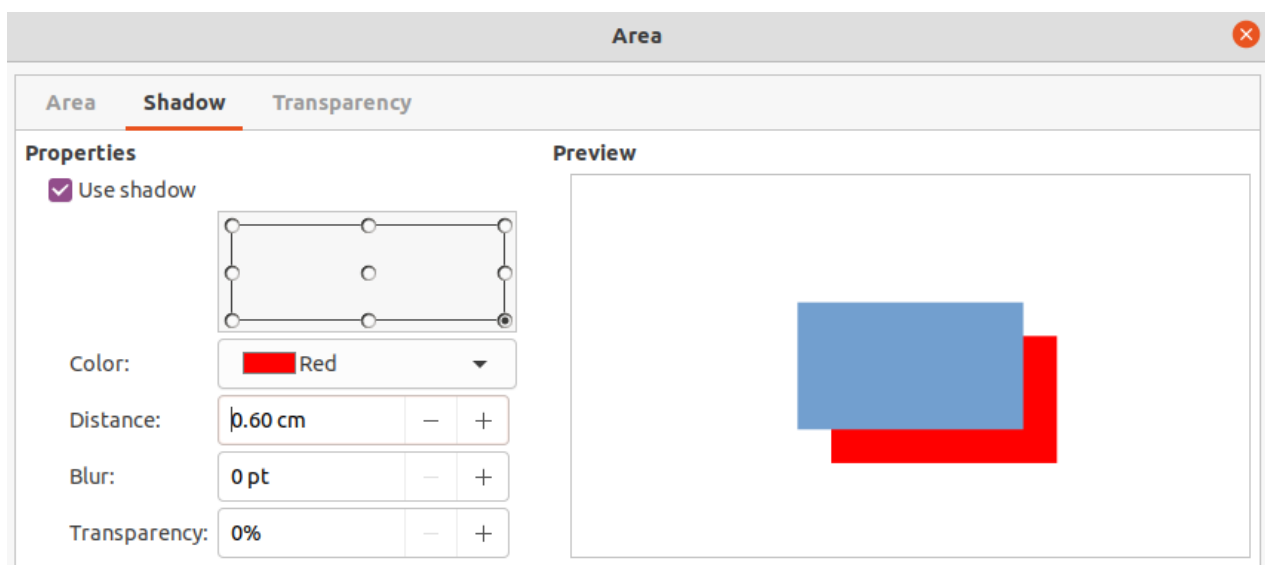 Area
Area Shadow Transparency
Properties
Preview
Use shadow
Color: Red
Distance: 0.60 cm
Blur: 0 pt
Transparency: 0%